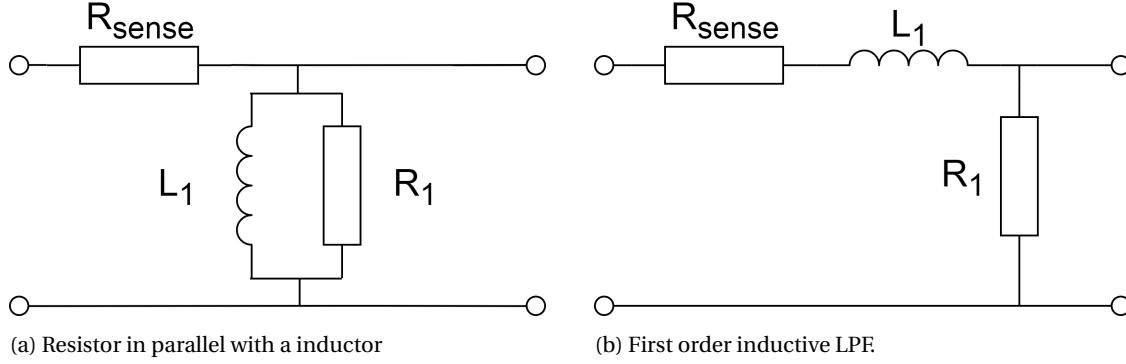 Rsense
L1
R1
(a) Resistor in parallel with a inductor
Rsense
L1
R1
(b) First order inductive LPF.